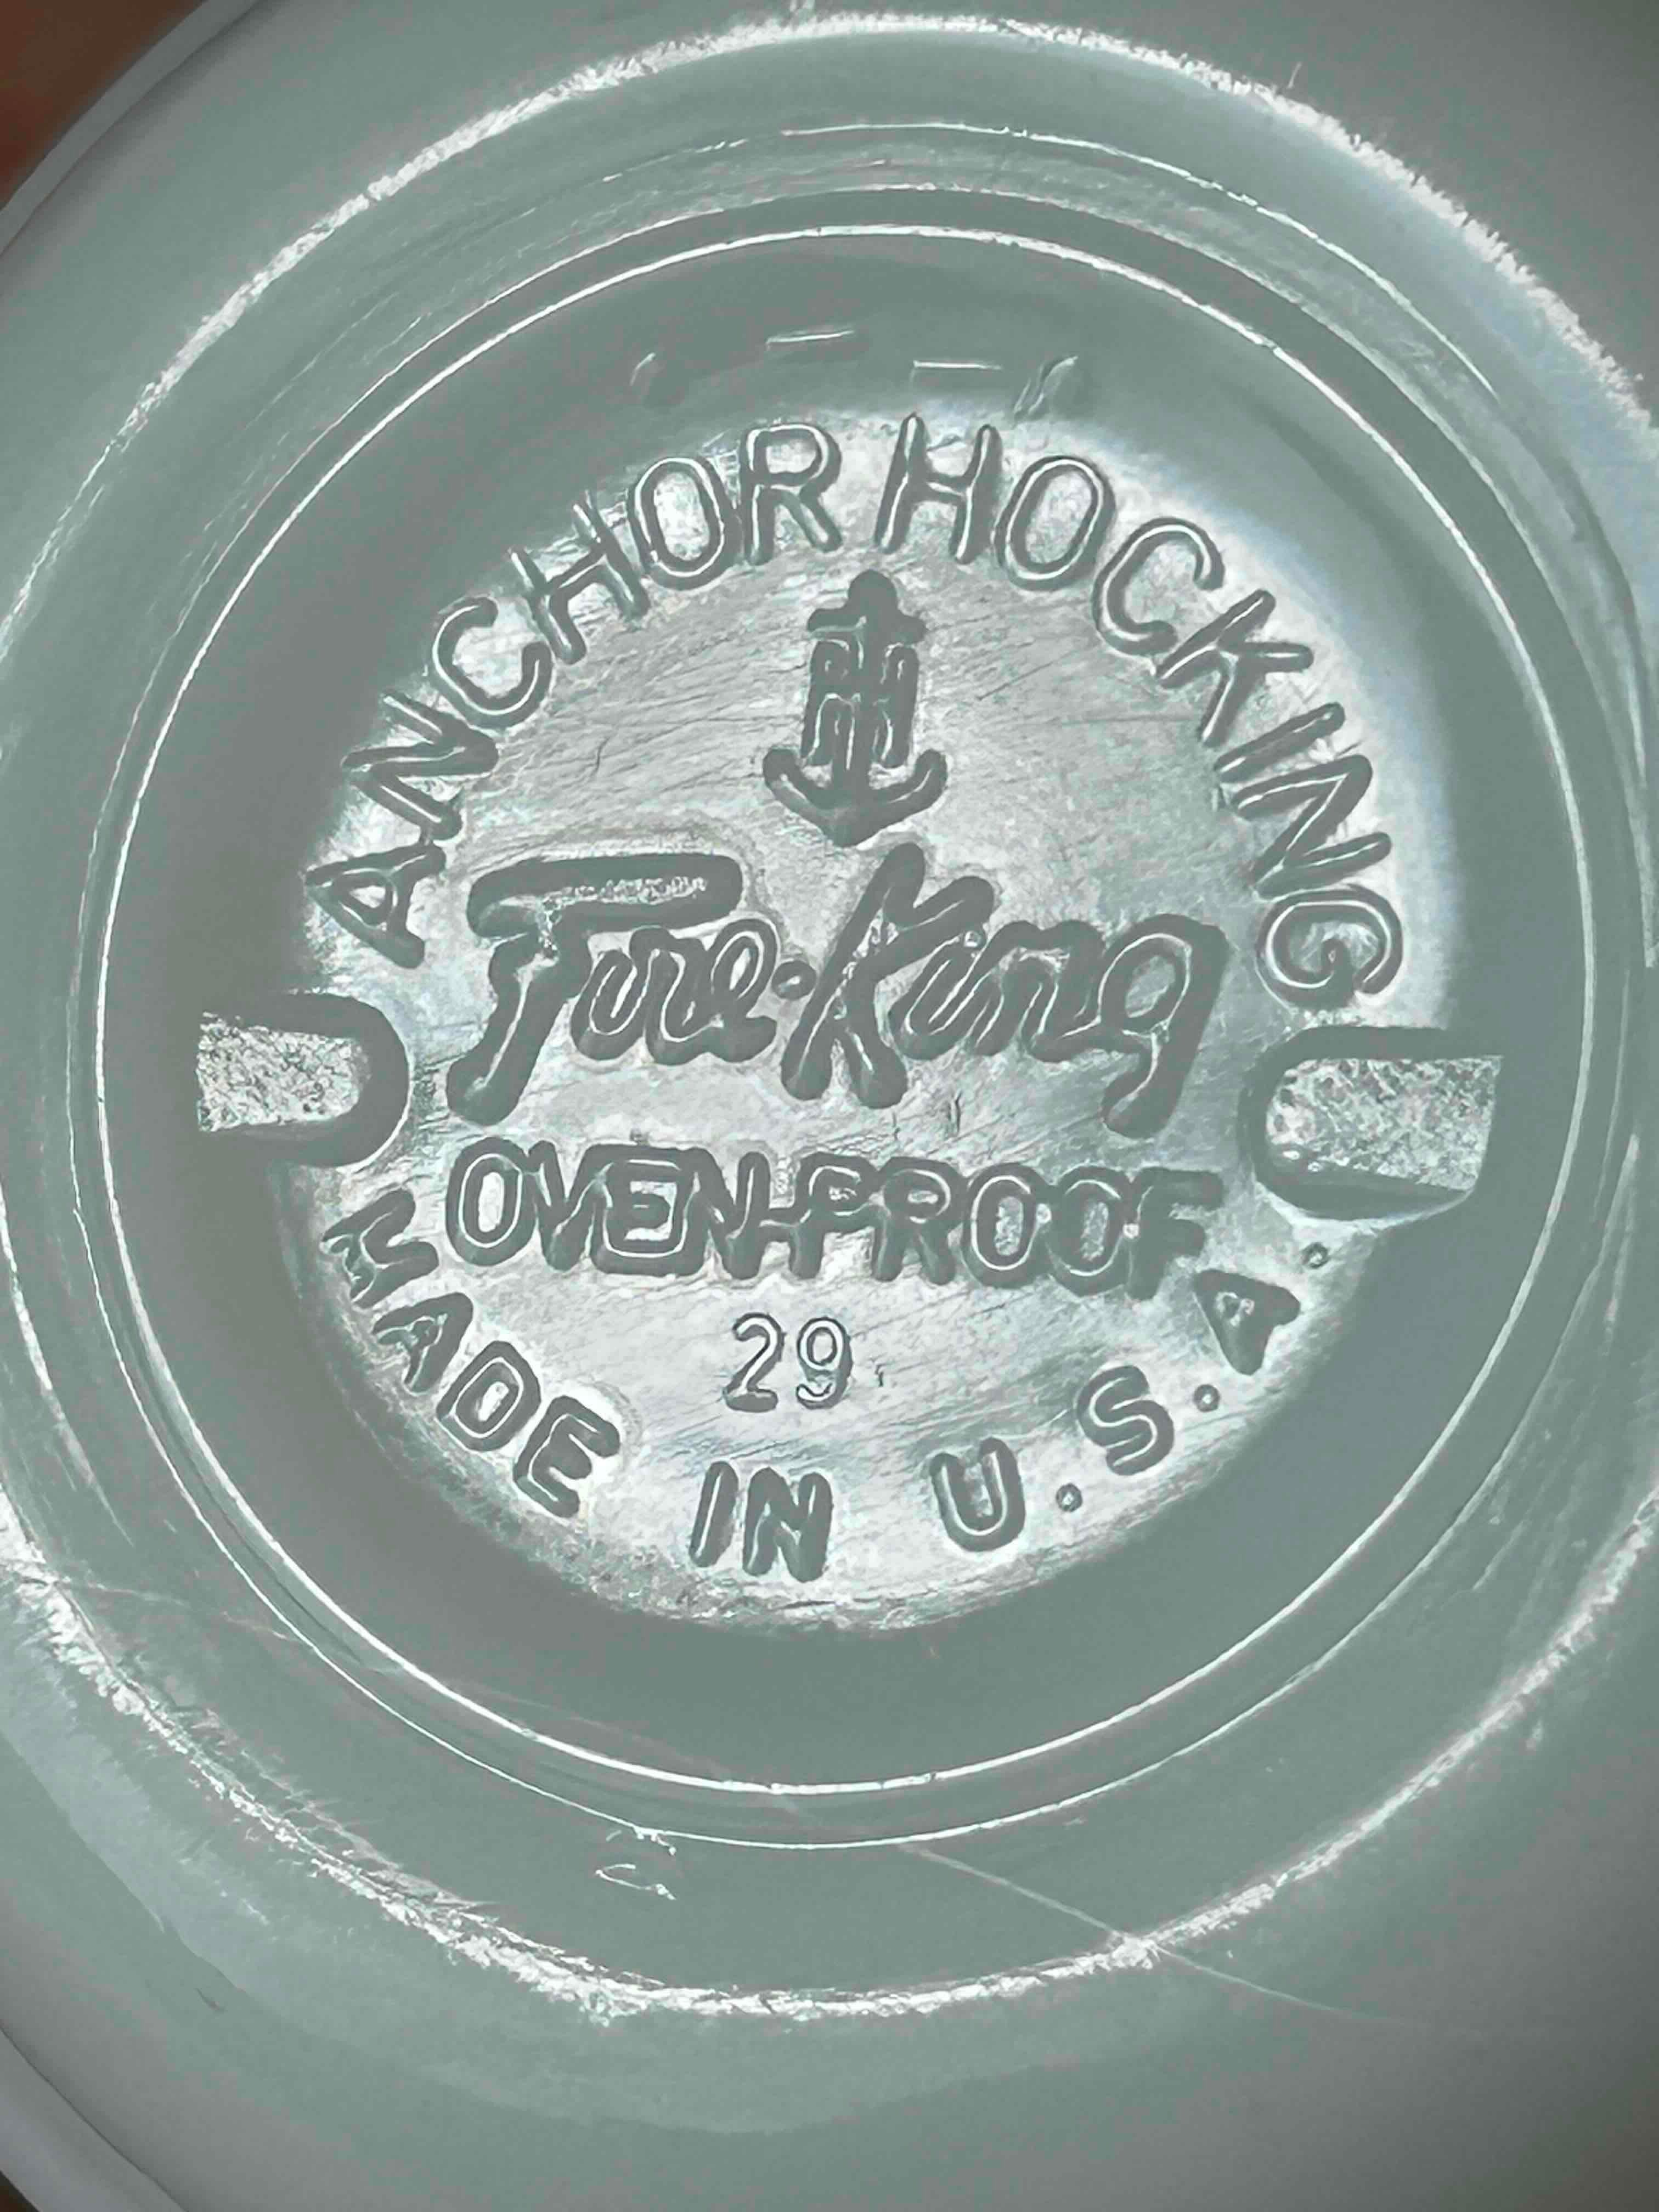 ANCHOR HOCKING
H
Fire-King
OVEN-PROOF
29
MADE IN U.S.A.